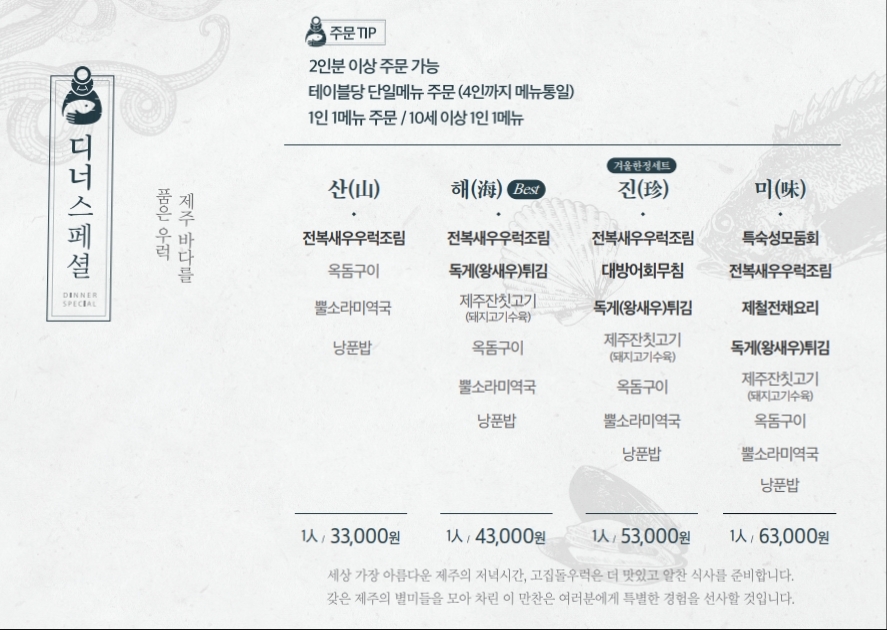 주문 TIP
2인분 이상 주문 가능
테이블당 단일메뉴 주문 (4인까지 메뉴통일)
1인 1메뉴 주문 / 10세 이상 1인 1메뉴
디너스페셜
DINNER
SPECIAL
제주 바다를
품은 우럭
산(山)
전복새우우럭조림
옥돔구이
뿔소라미역국
낭푼밥
1人 / 33,000원
해(海) Best
전복새우우럭조림
독게(왕새우)튀김
제주잔칫고기
(돼지고기수육)
옥돔구이
뿔소라미역국
낭푼밥
1人 / 43,000원
겨울한정세트
진(珍)
전복새우우럭조림
대방어회무침
독게(왕새우)튀김
제주잔칫고기
(돼지고기수육)
옥돔구이
뿔소라미역국
낭푼밥
1人 / 53,000원
미(味)
특숙성모둠회
전복새우우럭조림
제철전채요리
독게(왕새우)튀김
제주잔칫고기
(돼지고기수육)
옥돔구이
뿔소라미역국
낭푼밥
1人 / 63,000원
세상 가장 아름다운 제주의 저녁시간, 고집돌우럭은 더 맛있고 알찬 식사를 준비합니다.
갖은 제주의 별미들을 모아 차린 이 만찬은 여러분에게 특별한 경험을 선사할 것입니다.